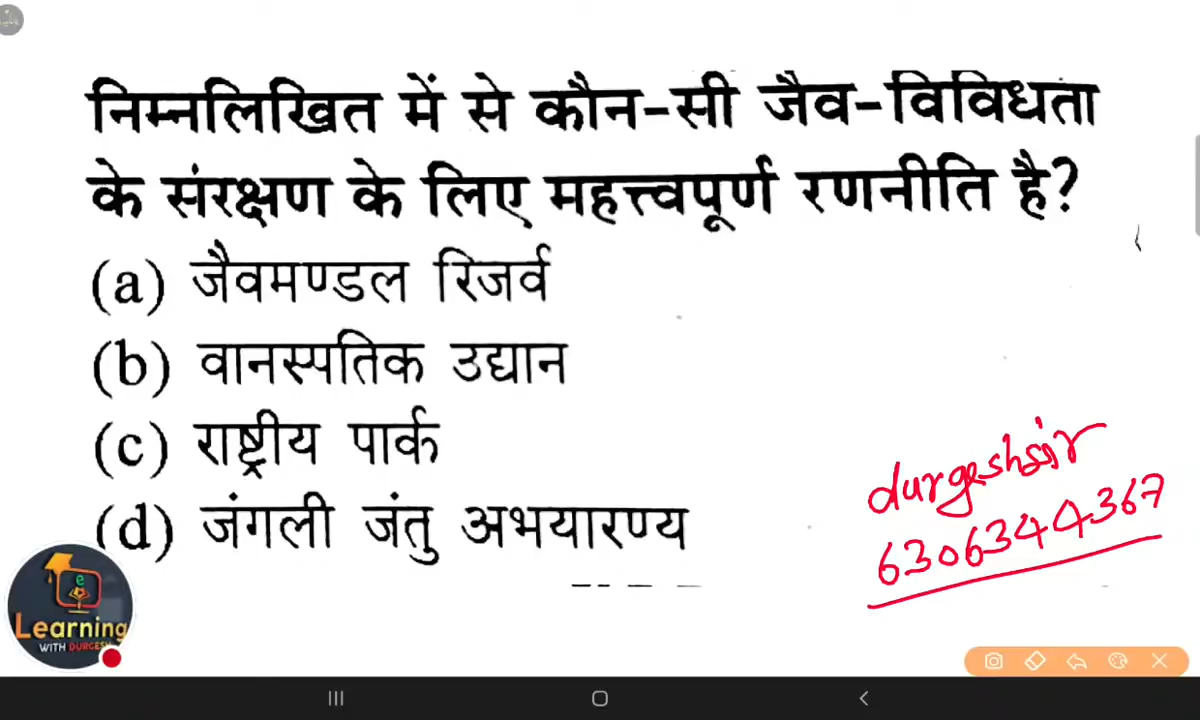 निम्नलिखित में से कौन-सी जैव-विविधता
के संरक्षण के लिए महत्त्वपूर्ण रणनीति है?
(a) जैवमण्डल रिजर्व
(b) वानस्पतिक उद्यान
(c) राष्ट्रीय पार्क
(d) जंगली जंतु अभयारण्य
durgeshsir
6306344367
e
Learning
WITH DURGESH